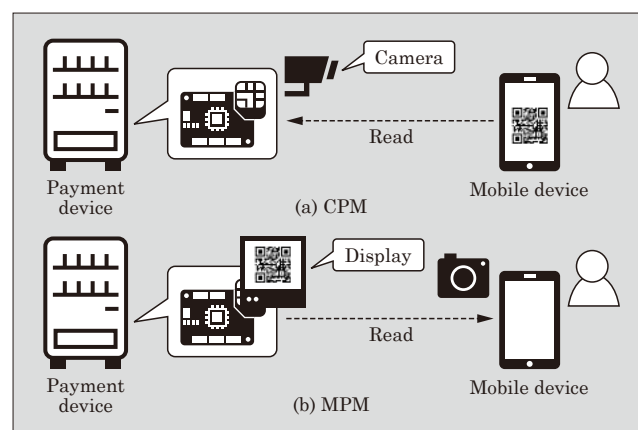 Camera
Read
Payment
device
Mobile device
(a) CPM
Display
Read
Payment
device
Mobile device
(b) MPM